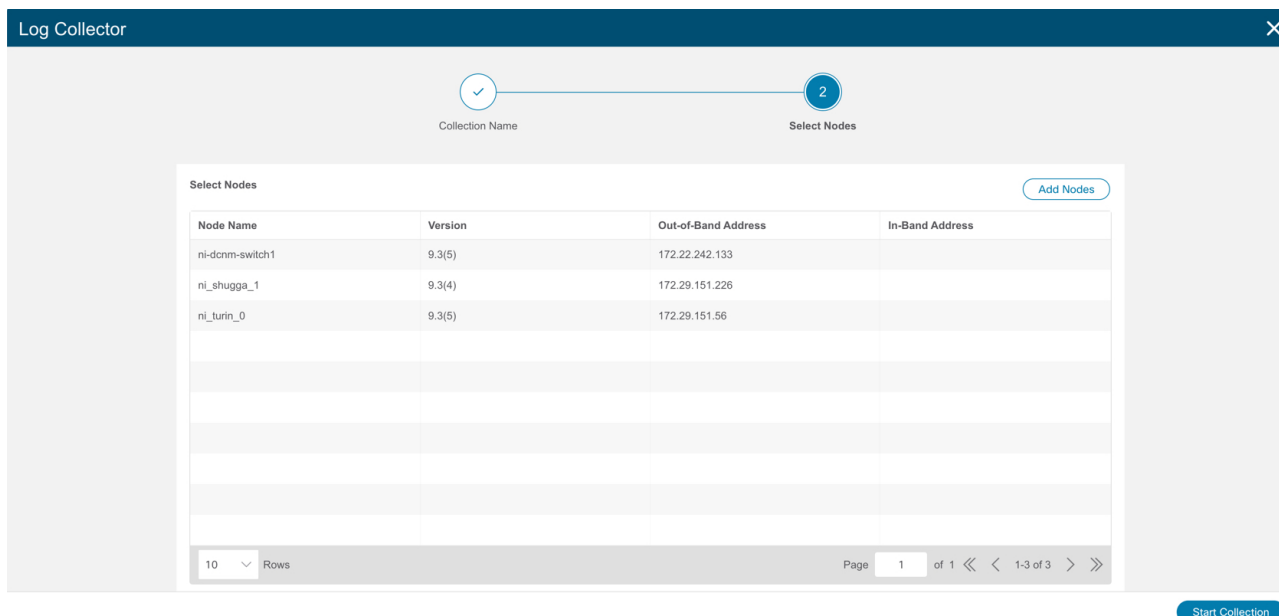 Log Collector
2
Collection Name Select Nodes
Select Nodes Add Nodes
Node Name Version Out-of-Band Address In-Band Address
ni-dcnm-switch1 9.3(5) 172.22.242.133
ni_shugga_1 9.3(4) 172.29.151.226
ni_turin_0 9.3(5) 172.29.151.56
10 Rows Page 1 of 1 1-3 of 3
Start Collection